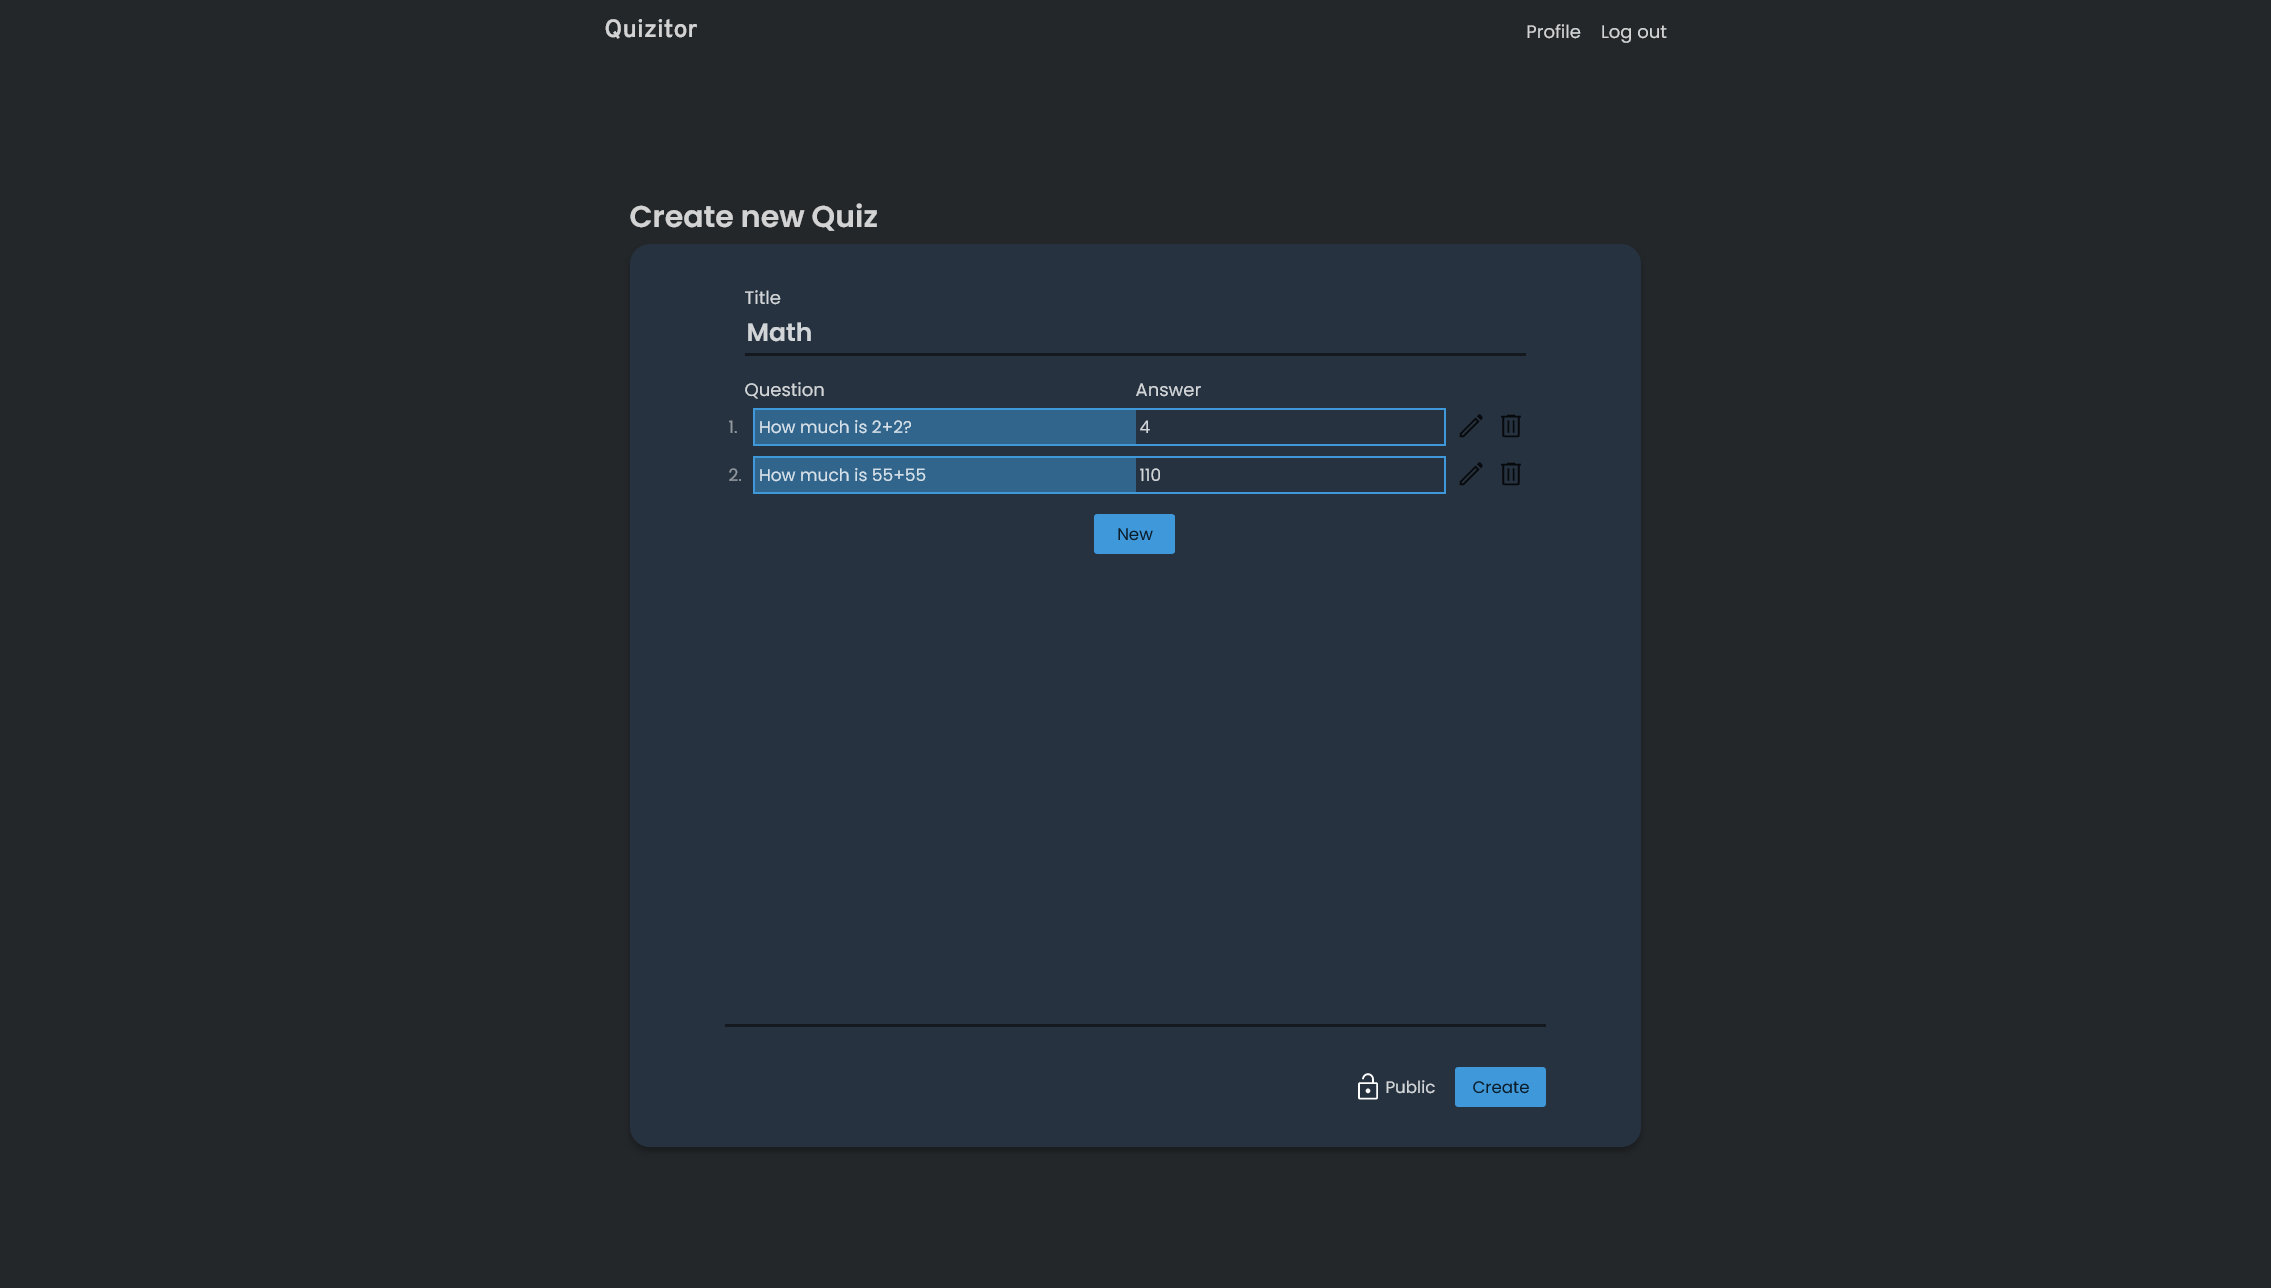 Quizitor
Profile Log out
Create new Quiz
Title
Math
Question Answer
1. How much is 2+2? 4
2. How much is 55+55 110
New
Public Create